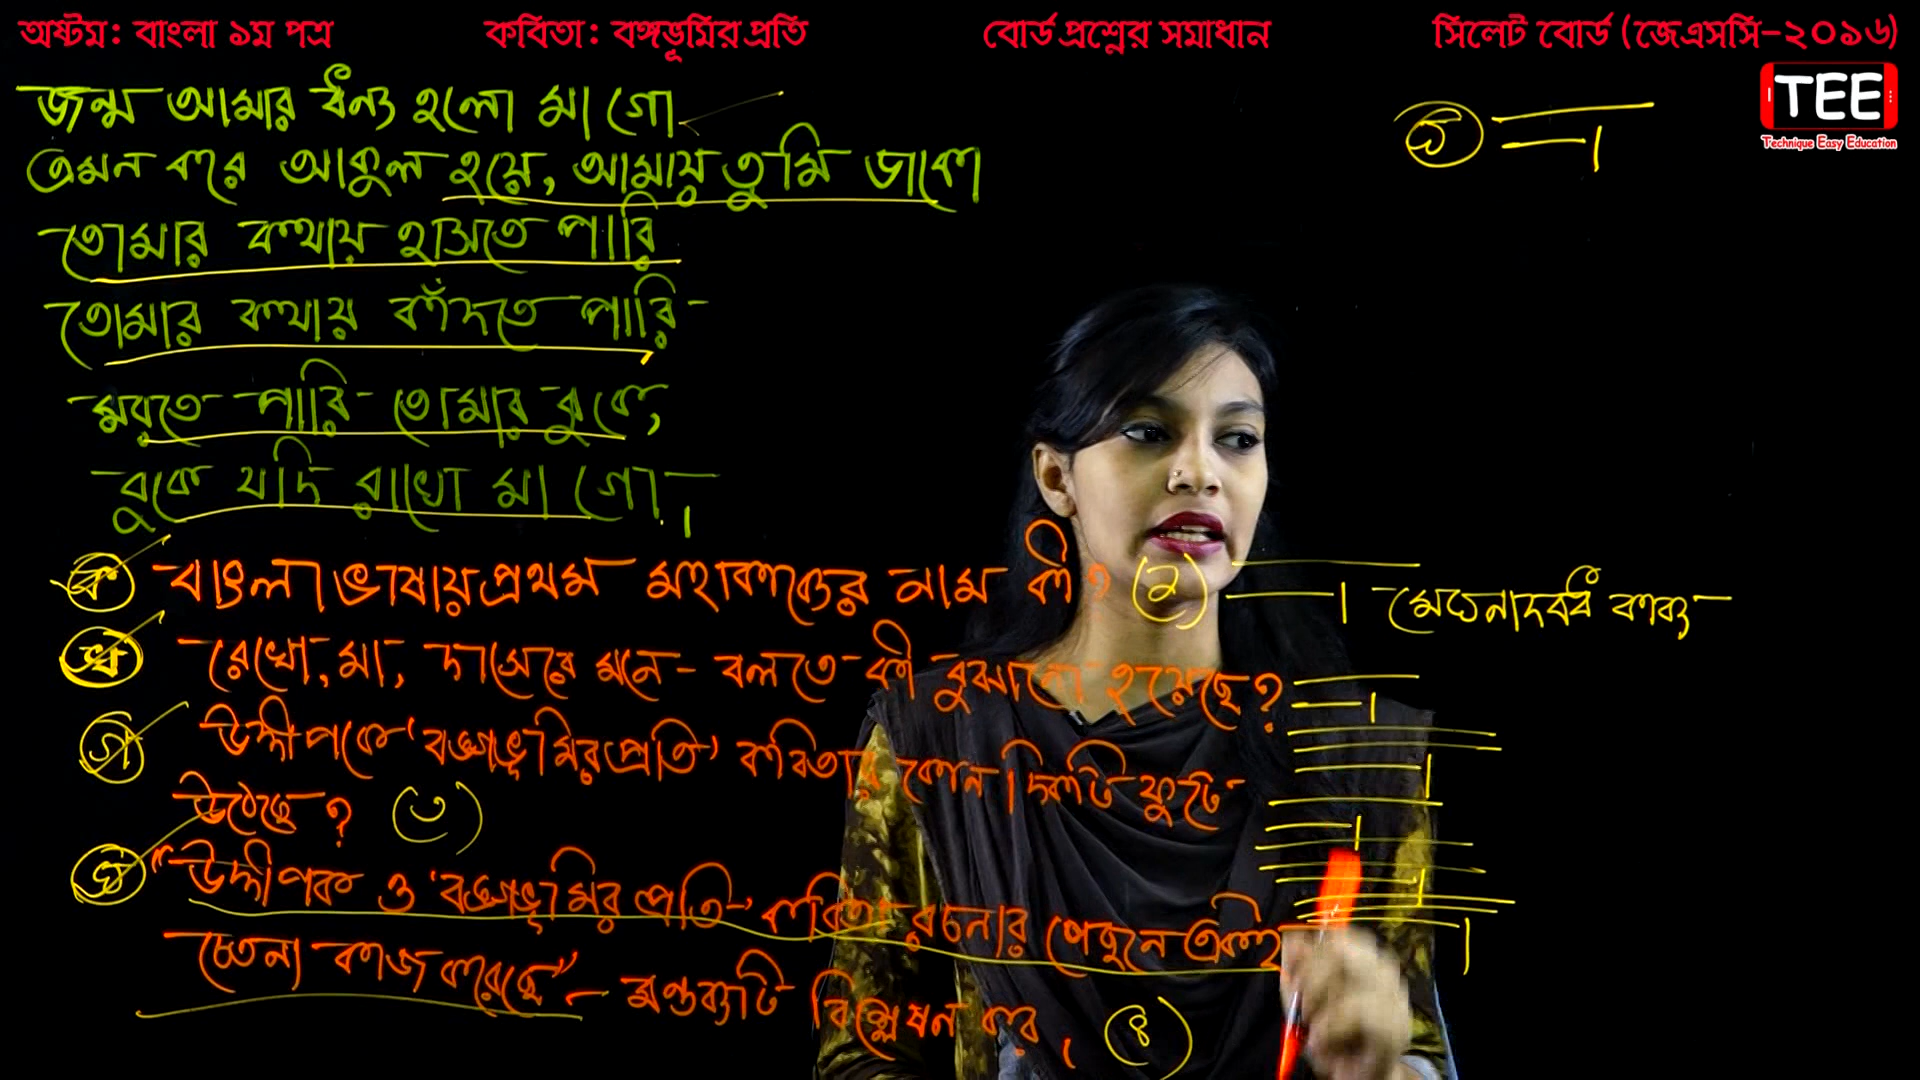 অষ্টম: বাংলা ১ম পত্র
কবিতা: বঙ্গভূমির প্রতি
বোর্ড প্রশ্নের সমাধান
সিলেট বোর্ড (জেএসসি-২০১৬)
TEE
Technique Easy Education
জন্ম আমার ধন্য হলো মা গো
এমন করে আকুল হয়ে, আমায় তুমি ডাকো
তোমার কথায় হাসতে পারি
তোমার কথায় কাঁদতে পারি
মরতে পারি তোমার বুকে,
বুকে যদি রাখো মা গো।
ক বাংলা ভাষায় প্রথম মহাকাব্যের নাম কী?
মেঘনাদবধ কাব্য
খ রেখো, মা, দাসেরে মনে- বলতে কী বুঝানো হয়েছে?
গ উদ্দীপকে 'বঙ্গভূমির প্রতি' কবিতার কোন দিকটি ফুটে
উঠেছে? (৩)
ঘ "উদ্দীপক ও 'বঙ্গভূমির প্রতি' কবিতা রচনার পেছনে একই
চেতনা কাজ করেছে" – মন্তব্যটি বিশ্লেষন কর। (৪)